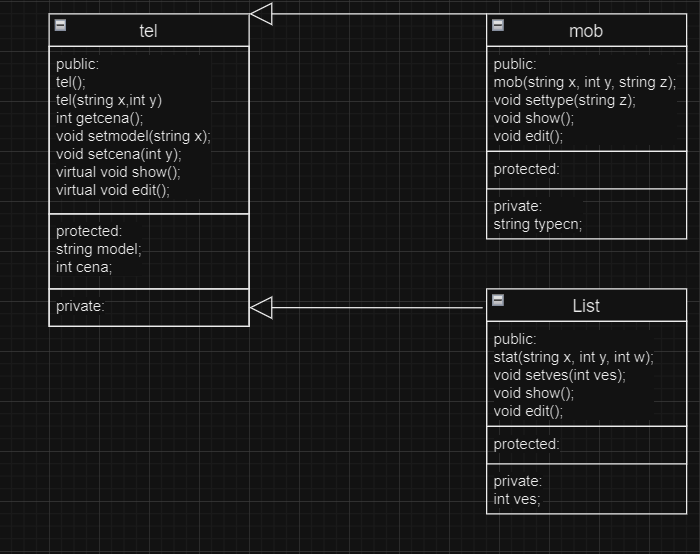 tel
public:
tel();
tel(string x,int y)
int getcena();
void setmodel(string x);
void setcena(int y);
virtual void show();
virtual void edit();
protected:
string model;
int cena;
private:
mob
public:
mob(string x, int y, string z);
void settype(string z);
void show();
void edit();
protected:
private:
string typecn;
List
public:
stat(string x, int y, int w);
void setves(int ves);
void show();
void edit();
protected:
private:
int ves;